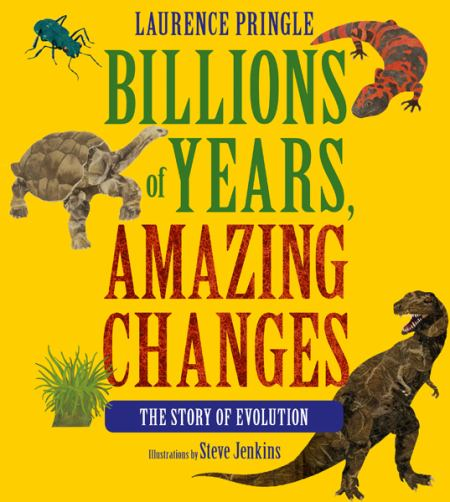 LAURENCE PRINGLE
BILLIONS
of YEARS,
AMAZING
CHANGES
THE STORY OF EVOLUTION
Illustrations by Steve Jenkins